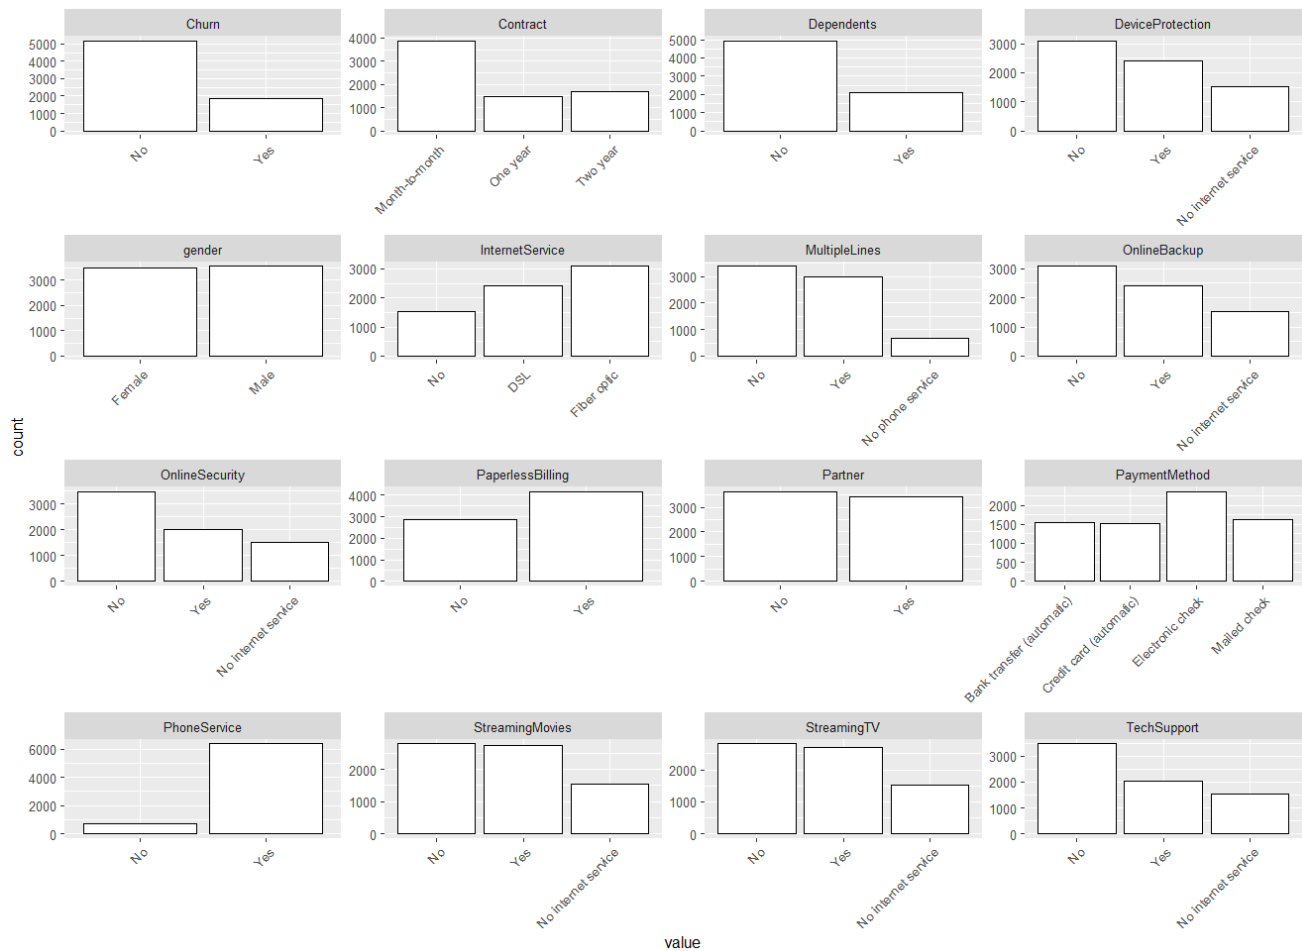 Churn
Contract
Dependents
DeviceProtection
5000
4000
3000
2000
1000
0
No
Yes
4000
3000
2000
1000
0
Month-to-month
One year
Two year
5000
4000
3000
2000
1000
0
No
Yes
3000
2000
1000
0
No
Yes
No internet service
gender
InternetService
MultipleLines
OnlineBackup
3000
2000
1000
0
Female
Male
3000
2000
1000
0
No
DSL
Fiber optic
3000
2000
1000
0
No
Yes
No phone service
3000
2000
1000
0
No
Yes
No internet service
count
OnlineSecurity
PaperlessBilling
Partner
PaymentMethod
3000
2000
1000
0
No
Yes
No internet service
4000
3000
2000
1000
0
No
Yes
3000
2000
1000
0
No
Yes
2000
1500
1000
500
0
Bank transfer (automatic)
Credit card (automatic)
Electronic check
Mailed check
PhoneService
StreamingMovies
StreamingTV
TechSupport
6000
4000
2000
0
No
Yes
2000
1000
0
No
Yes
No internet service
2000
1000
0
No
Yes
No internet service
3000
2000
1000
0
No
Yes
No internet service
value